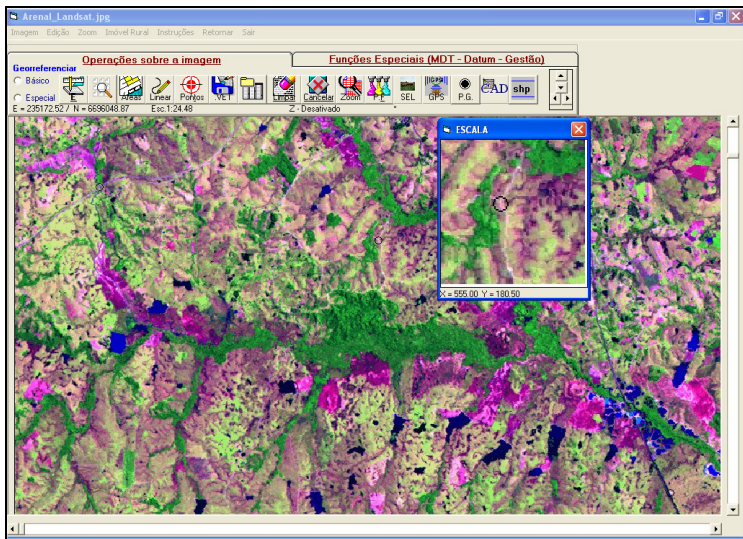 Arenal_Landsat.jpg
Imagem Edição Zoom Imóvel Rural Instruções Retornar Sair
Operações sobre a imagem
Funções Especiais (MDT - Datum - Gestão)
Georreferenciar
Básico
Especial
E
Áreas
Linear
Pontos
.VET
Limpar
Cancelar
Zoom
P.I.
SEL
GPS
P.G.
CAD
shp
E = 235172.52 / N = 6696048.87 Esc.1:24.48 Z - Desativado *
ESCALA
X = 555.00 Y = 180.50